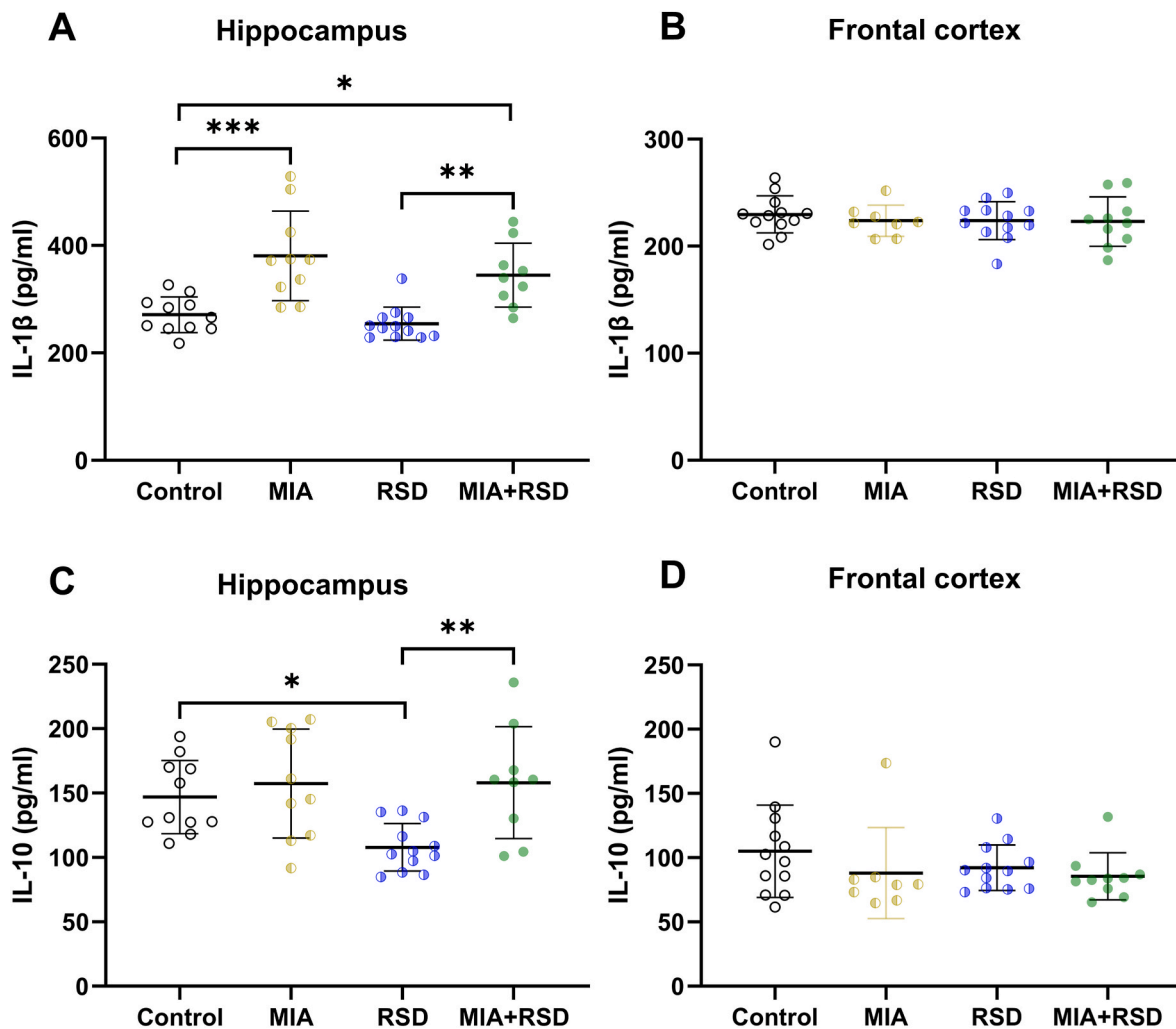 A Hippocampus
B Frontal cortex
*
***
**
600
400
200
0
IL-1β (pg/ml)
Control MIA RSD MIA+RSD
300
200
100
0
IL-1β (pg/ml)
Control MIA RSD MIA+RSD
C Hippocampus
D Frontal cortex
**
*
250
200
150
100
50
0
IL-10 (pg/ml)
Control MIA RSD MIA+RSD
250
200
150
100
50
0
IL-10 (pg/ml)
Control MIA RSD MIA+RSD